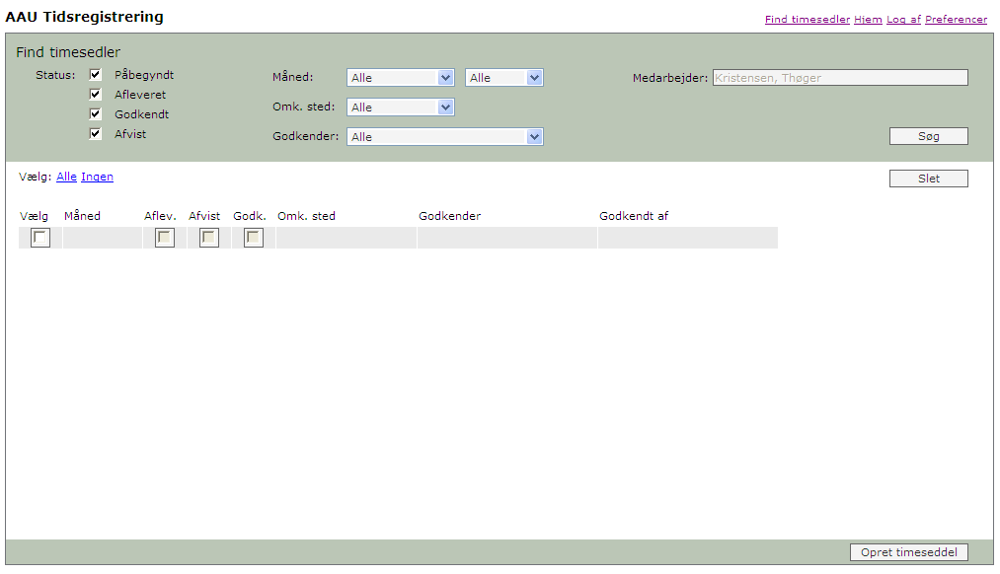 AAU Tidsregistrering
Find timesedler Hjem Log af Preferencer
Find timesedler
Status: Påbegyndt Måned: Alle Alle Medarbejder: Kristensen, Thøger
Afleveret
Omk. sted: Alle
Godkendt
Afvist Godkender: Alle Søg
Vælg: Alle Ingen Slet
Vælg Måned Aflev. Afvist Godk. Omk. sted Godkender Godkendt af
Opret timeseddel